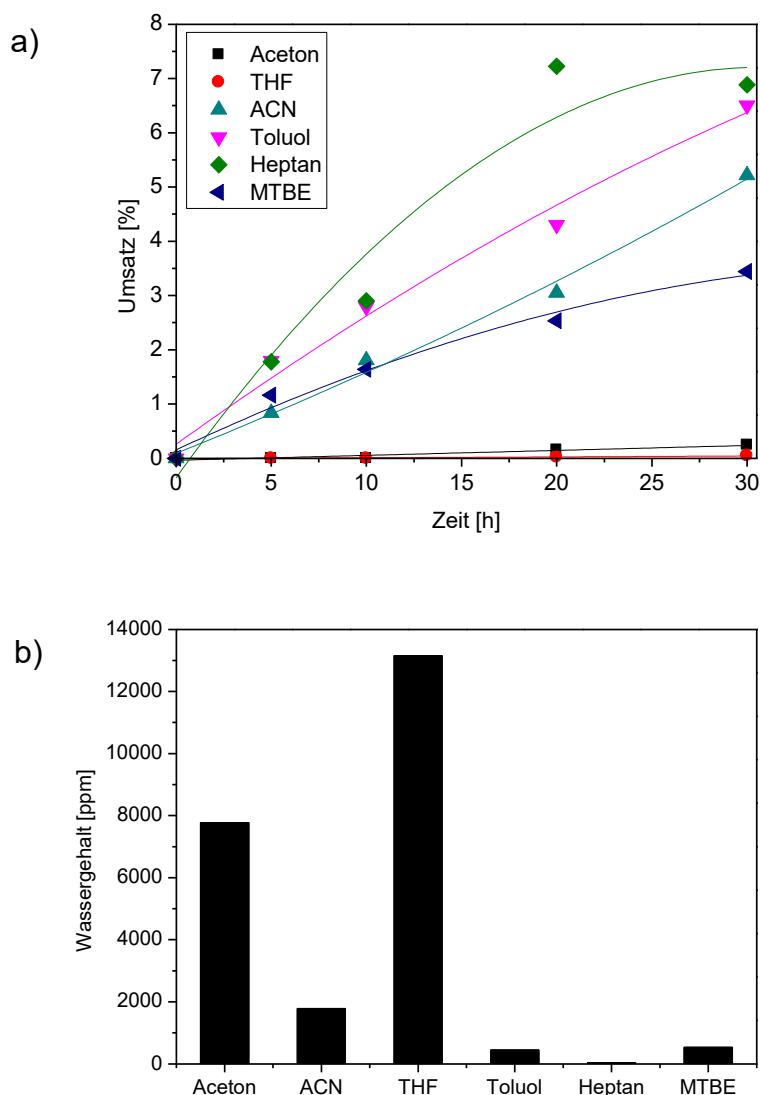 a)
8
7
6
5
4
3
2
1
0
Umsatz [%]
Aceton
THF
ACN
Toluol
Heptan
MTBE
0 5 10 15 20 25 30
Zeit [h]
b)
14000
12000
10000
8000
6000
4000
2000
0
Wassergehalt [ppm]
Aceton ACN THF Toluol Heptan MTBE